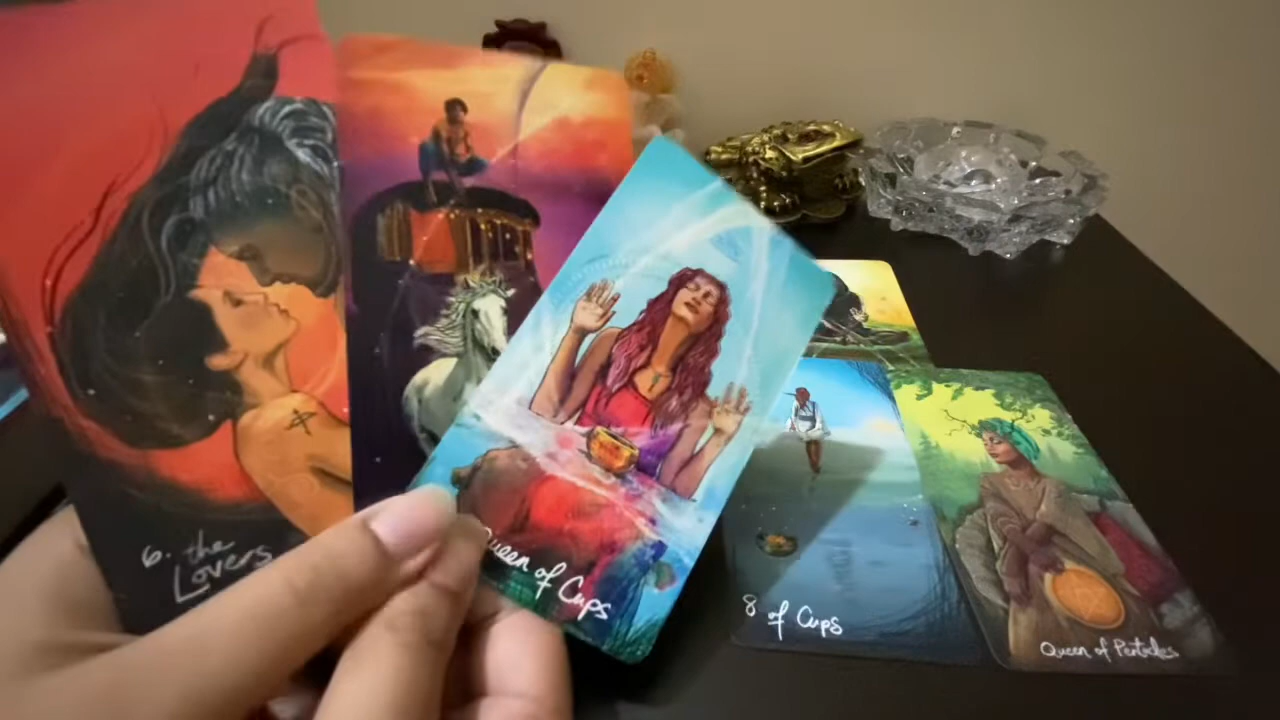 6. the
Lovers
Queen of Cups
8 of Cups
Queen of Pentacles